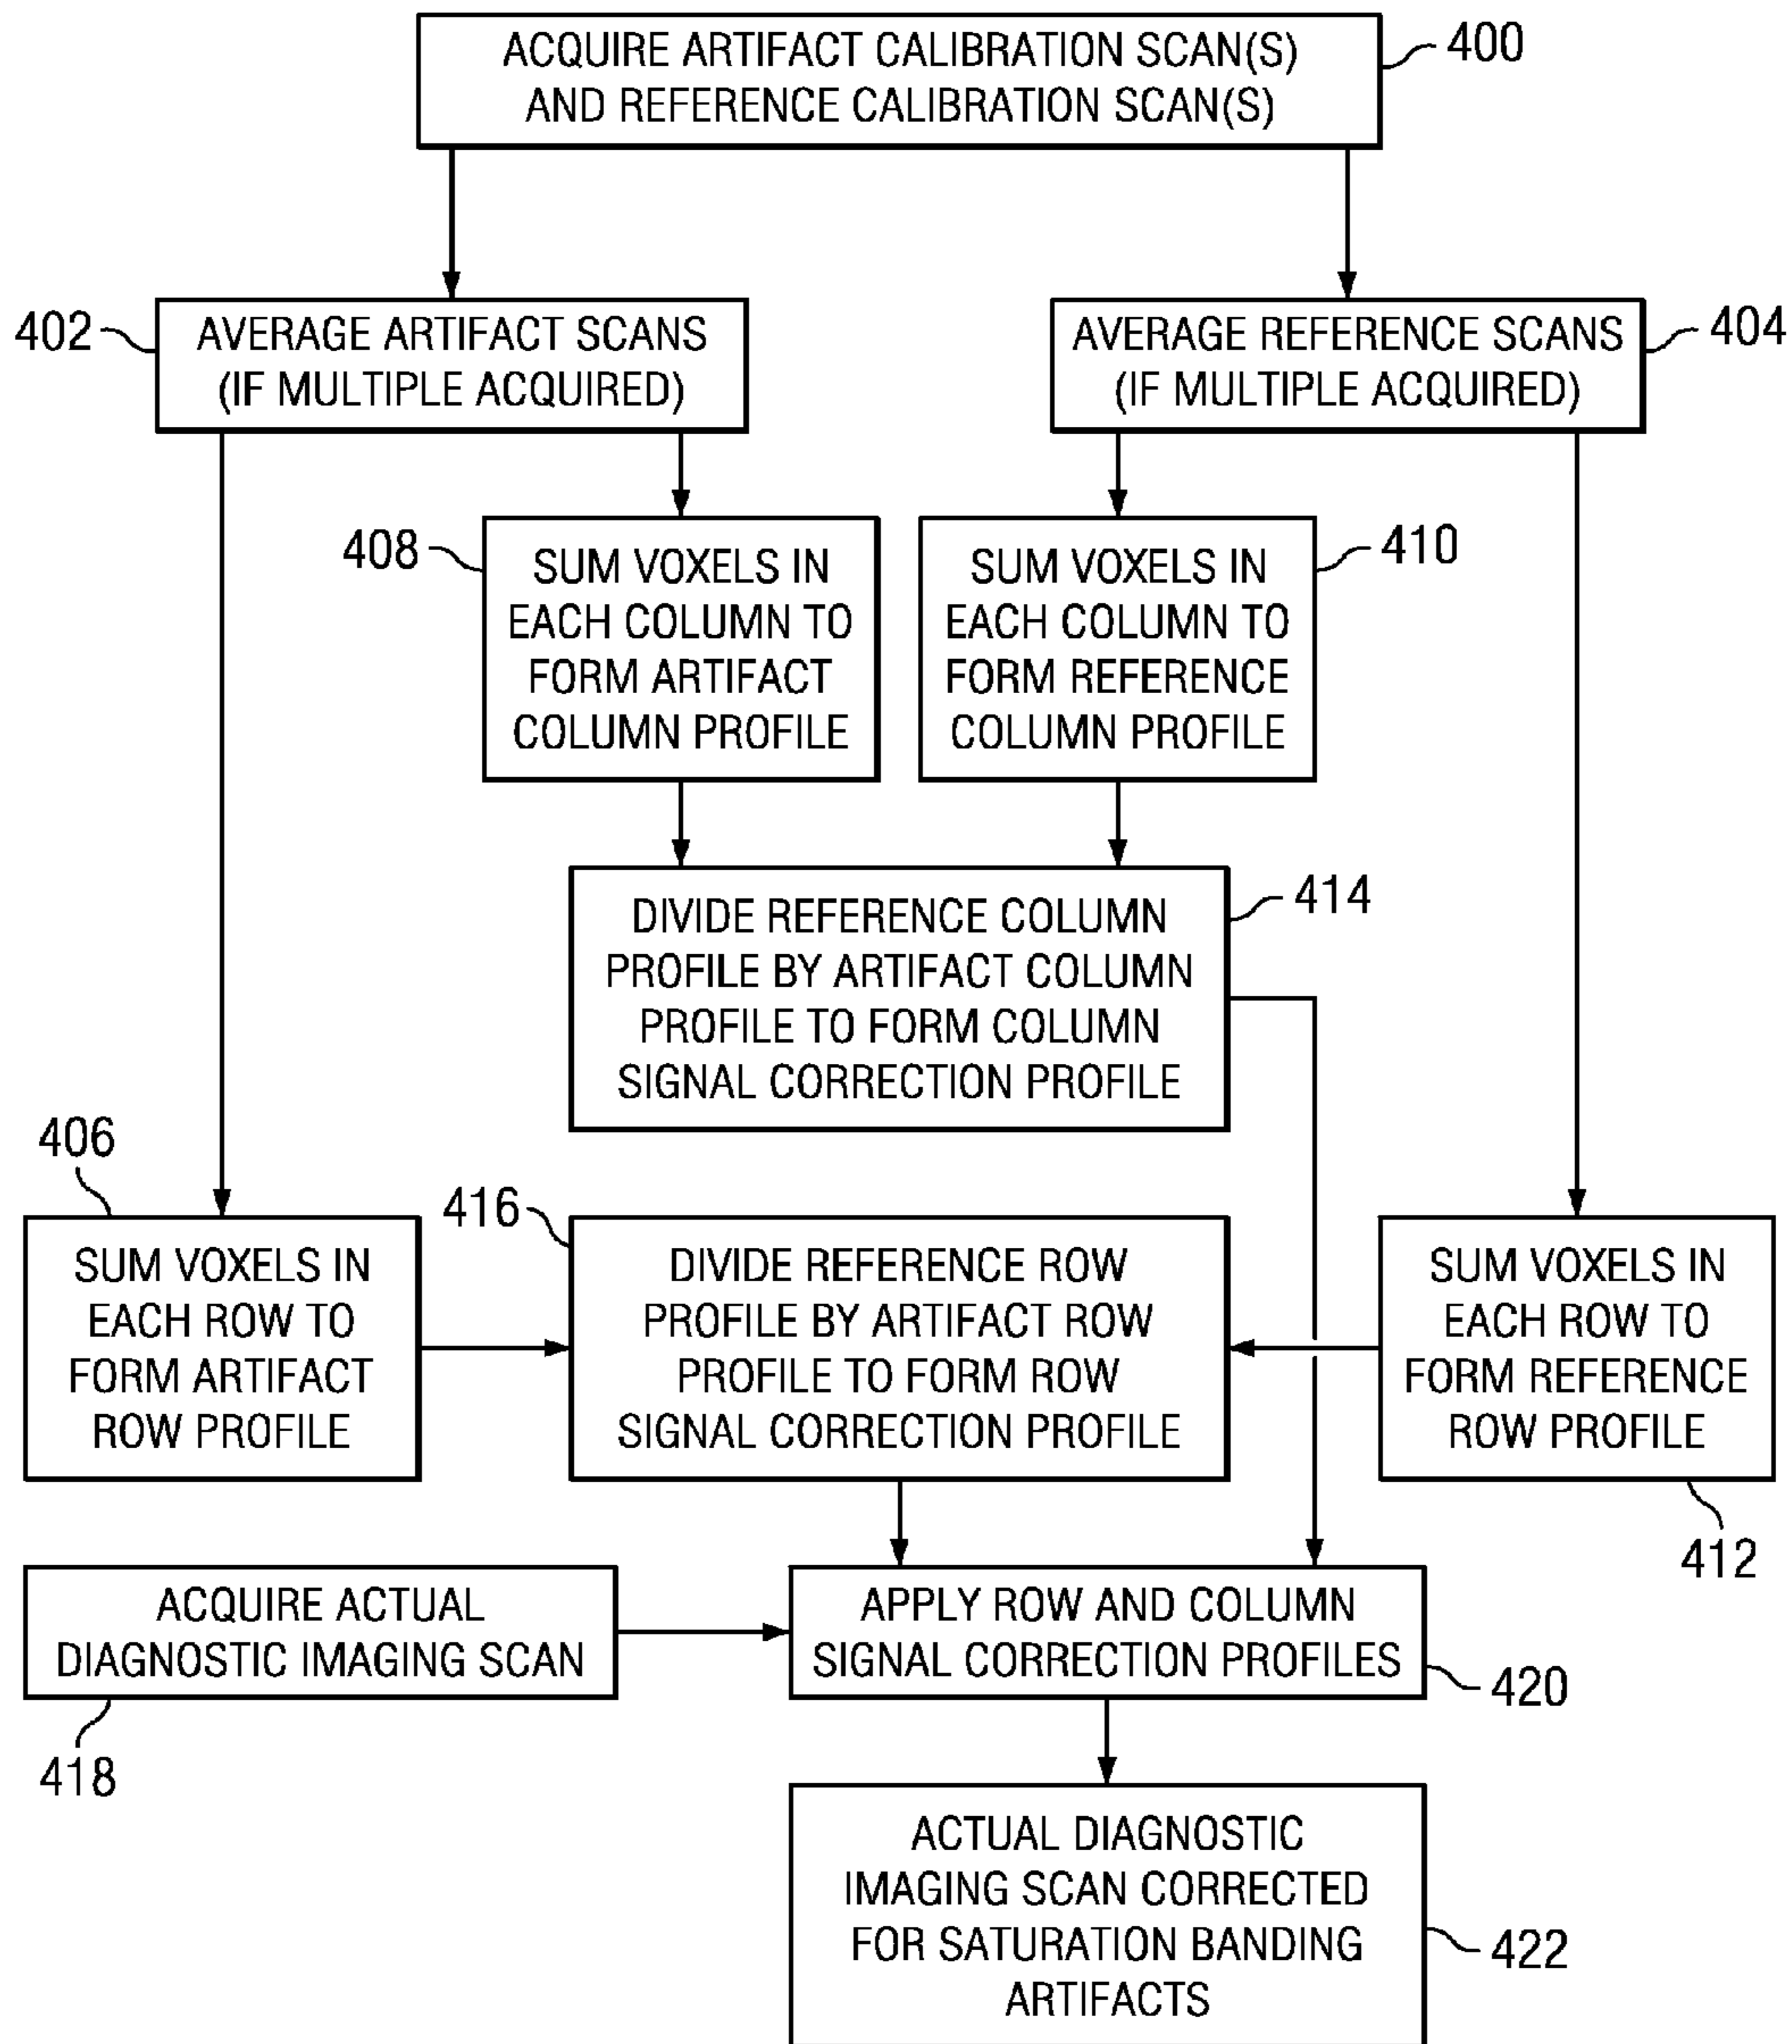 ACQUIRE ARTIFACT CALIBRATION SCAN(S)
AND REFERENCE CALIBRATION SCAN(S)
400
402
AVERAGE ARTIFACT SCANS
(IF MULTIPLE ACQUIRED)
AVERAGE REFERENCE SCANS
(IF MULTIPLE ACQUIRED)
404
408
SUM VOXELS IN
EACH COLUMN TO
FORM ARTIFACT
COLUMN PROFILE
SUM VOXELS IN
EACH COLUMN TO
FORM REFERENCE
COLUMN PROFILE
410
DIVIDE REFERENCE COLUMN
PROFILE BY ARTIFACT COLUMN
PROFILE TO FORM COLUMN
SIGNAL CORRECTION PROFILE
414
406
SUM VOXELS IN
EACH ROW TO
FORM ARTIFACT
ROW PROFILE
416
DIVIDE REFERENCE ROW
PROFILE BY ARTIFACT ROW
PROFILE TO FORM ROW
SIGNAL CORRECTION PROFILE
SUM VOXELS IN
EACH ROW TO
FORM REFERENCE
ROW PROFILE
412
ACQUIRE ACTUAL
DIAGNOSTIC IMAGING SCAN
418
APPLY ROW AND COLUMN
SIGNAL CORRECTION PROFILES
420
ACTUAL DIAGNOSTIC
IMAGING SCAN CORRECTED
FOR SATURATION BANDING
ARTIFACTS
422